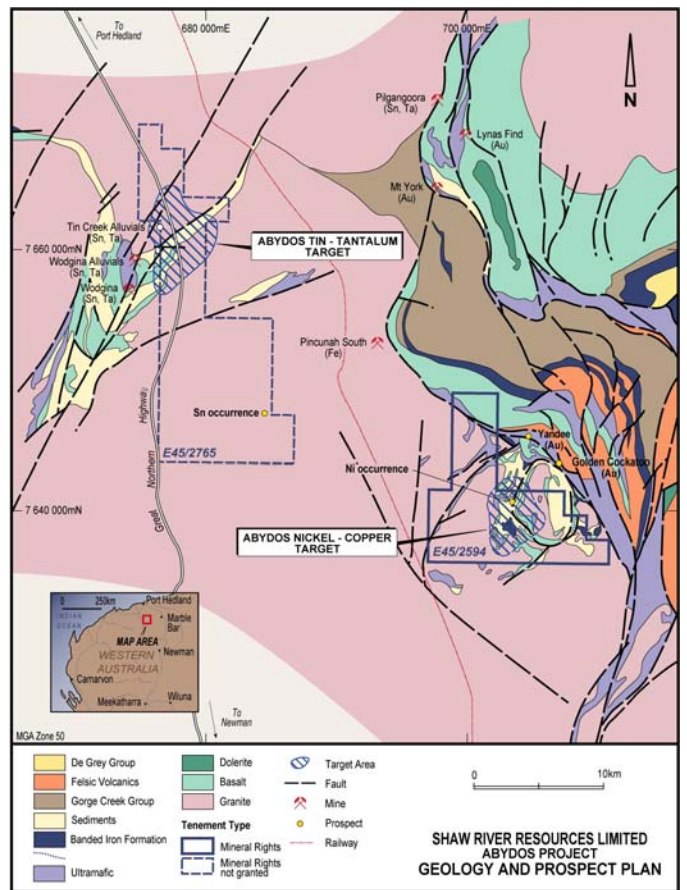 680 000mE
700 000mE
To
Port Hedland
N
Pilgangoora
(Sn, Ta)
Lynas Find
(Au)
Mt York
(Au)
Tin Creek Alluvials
(Sn, Ta)
7 660 000mN
Wodgina Alluvials
(Sn, Ta)
Wodgina
(Sn, Ta)
ABYDOS TIN - TANTALUM
TARGET
Pincunah South
(Fe)
Sn occurrence
Great Northern Highway
E45/2765
Yandee
(Au)
Golden Cockatoo
(Au)
Ni occurrence
7 640 000mN
ABYDOS NICKEL - COPPER
TARGET
E45/2594
0 250km
Port Hedland
INDIAN
OCEAN
Marble
Bar
MAP AREA
WESTERN
AUSTRALIA
Newman
Carnarvon
Wiluna
Meekatharra
To
Newman
MGA Zone 50
De Grey Group
Felsic Volcanics
Gorge Creek Group
Sediments
Banded Iron Formation
Ultramafic
Dolerite
Basalt
Granite
Tenement Type
Mineral Rights
Mineral Rights
not granted
Target Area
Fault
Mine
Prospect
Railway
0 10km
SHAW RIVER RESOURCES LIMITED
ABYDOS PROJECT
GEOLOGY AND PROSPECT PLAN